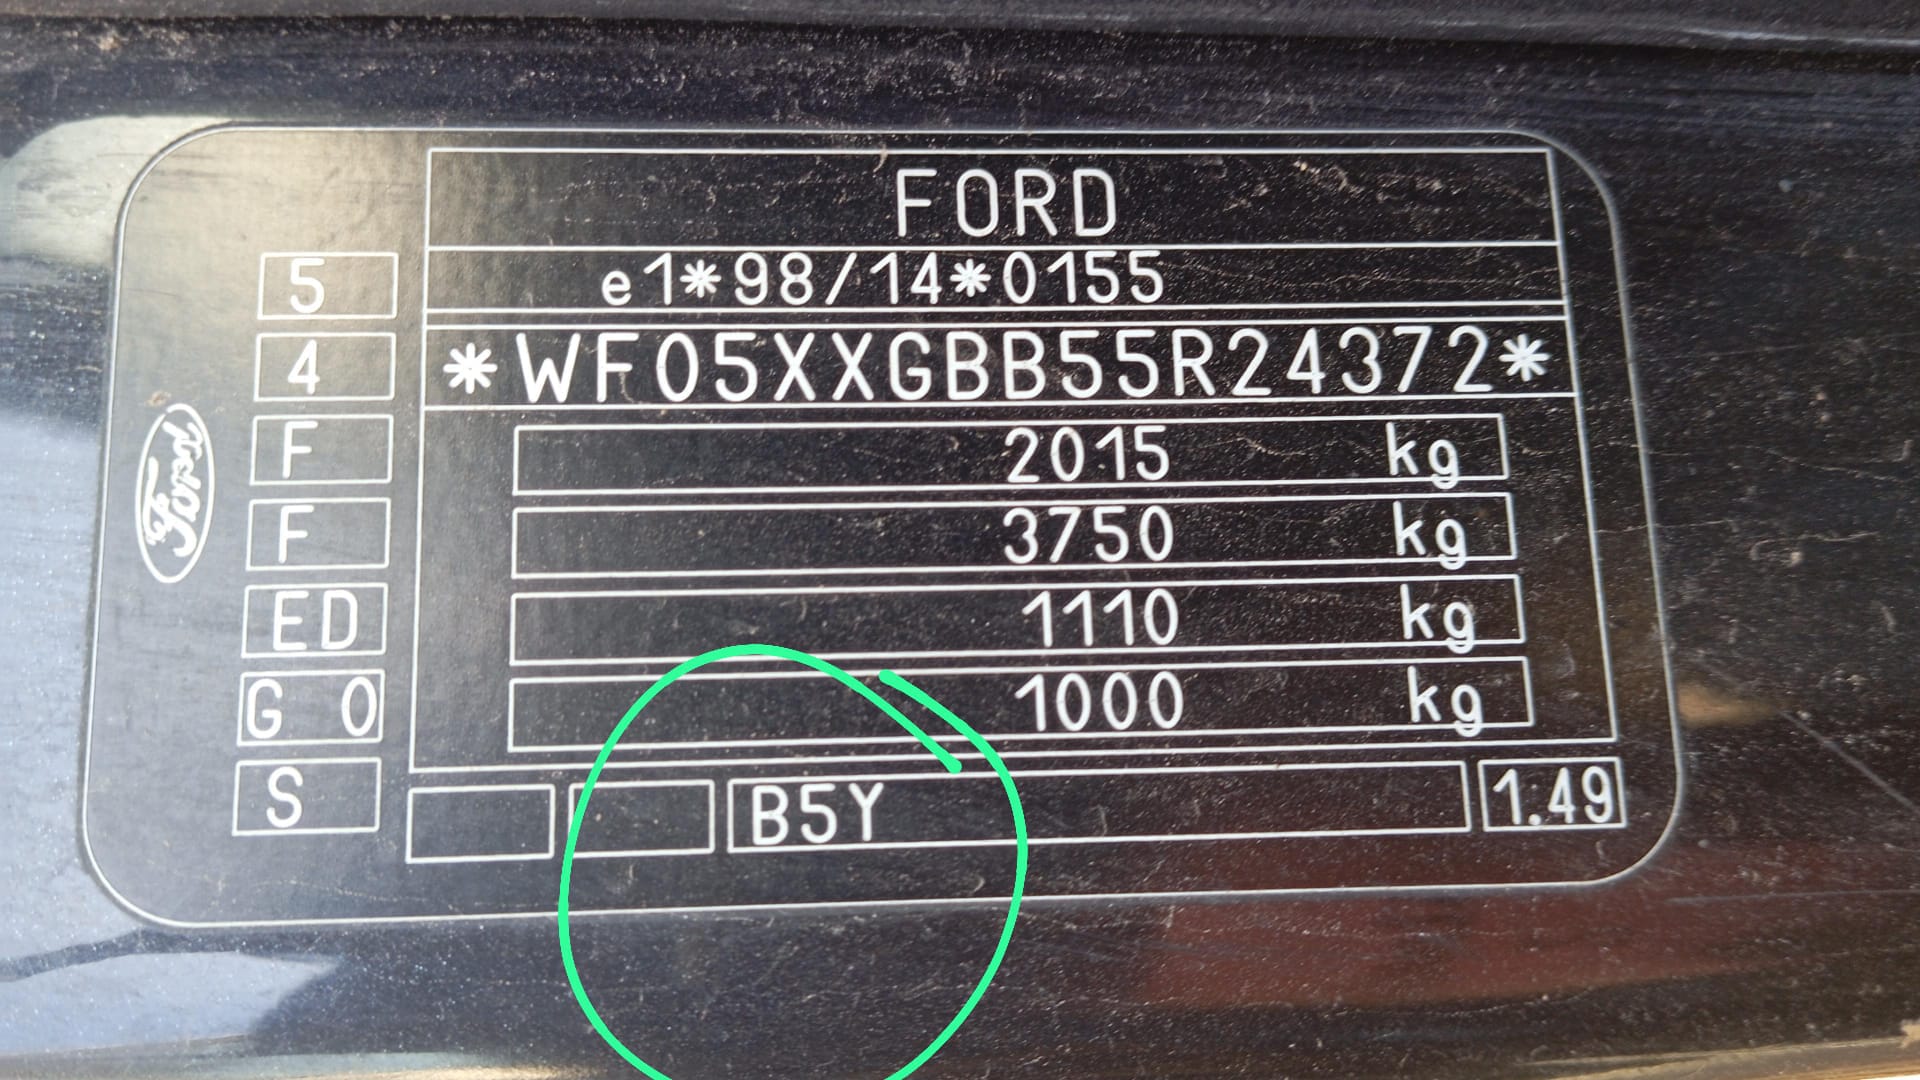 FORD
5 e1*98/14*0155
4 *WF05XXGBB55R24372*
F 2015 kg
F 3750 kg
ED 1110 kg
G 0 1000 kg
S B5Y 1.49
Ford